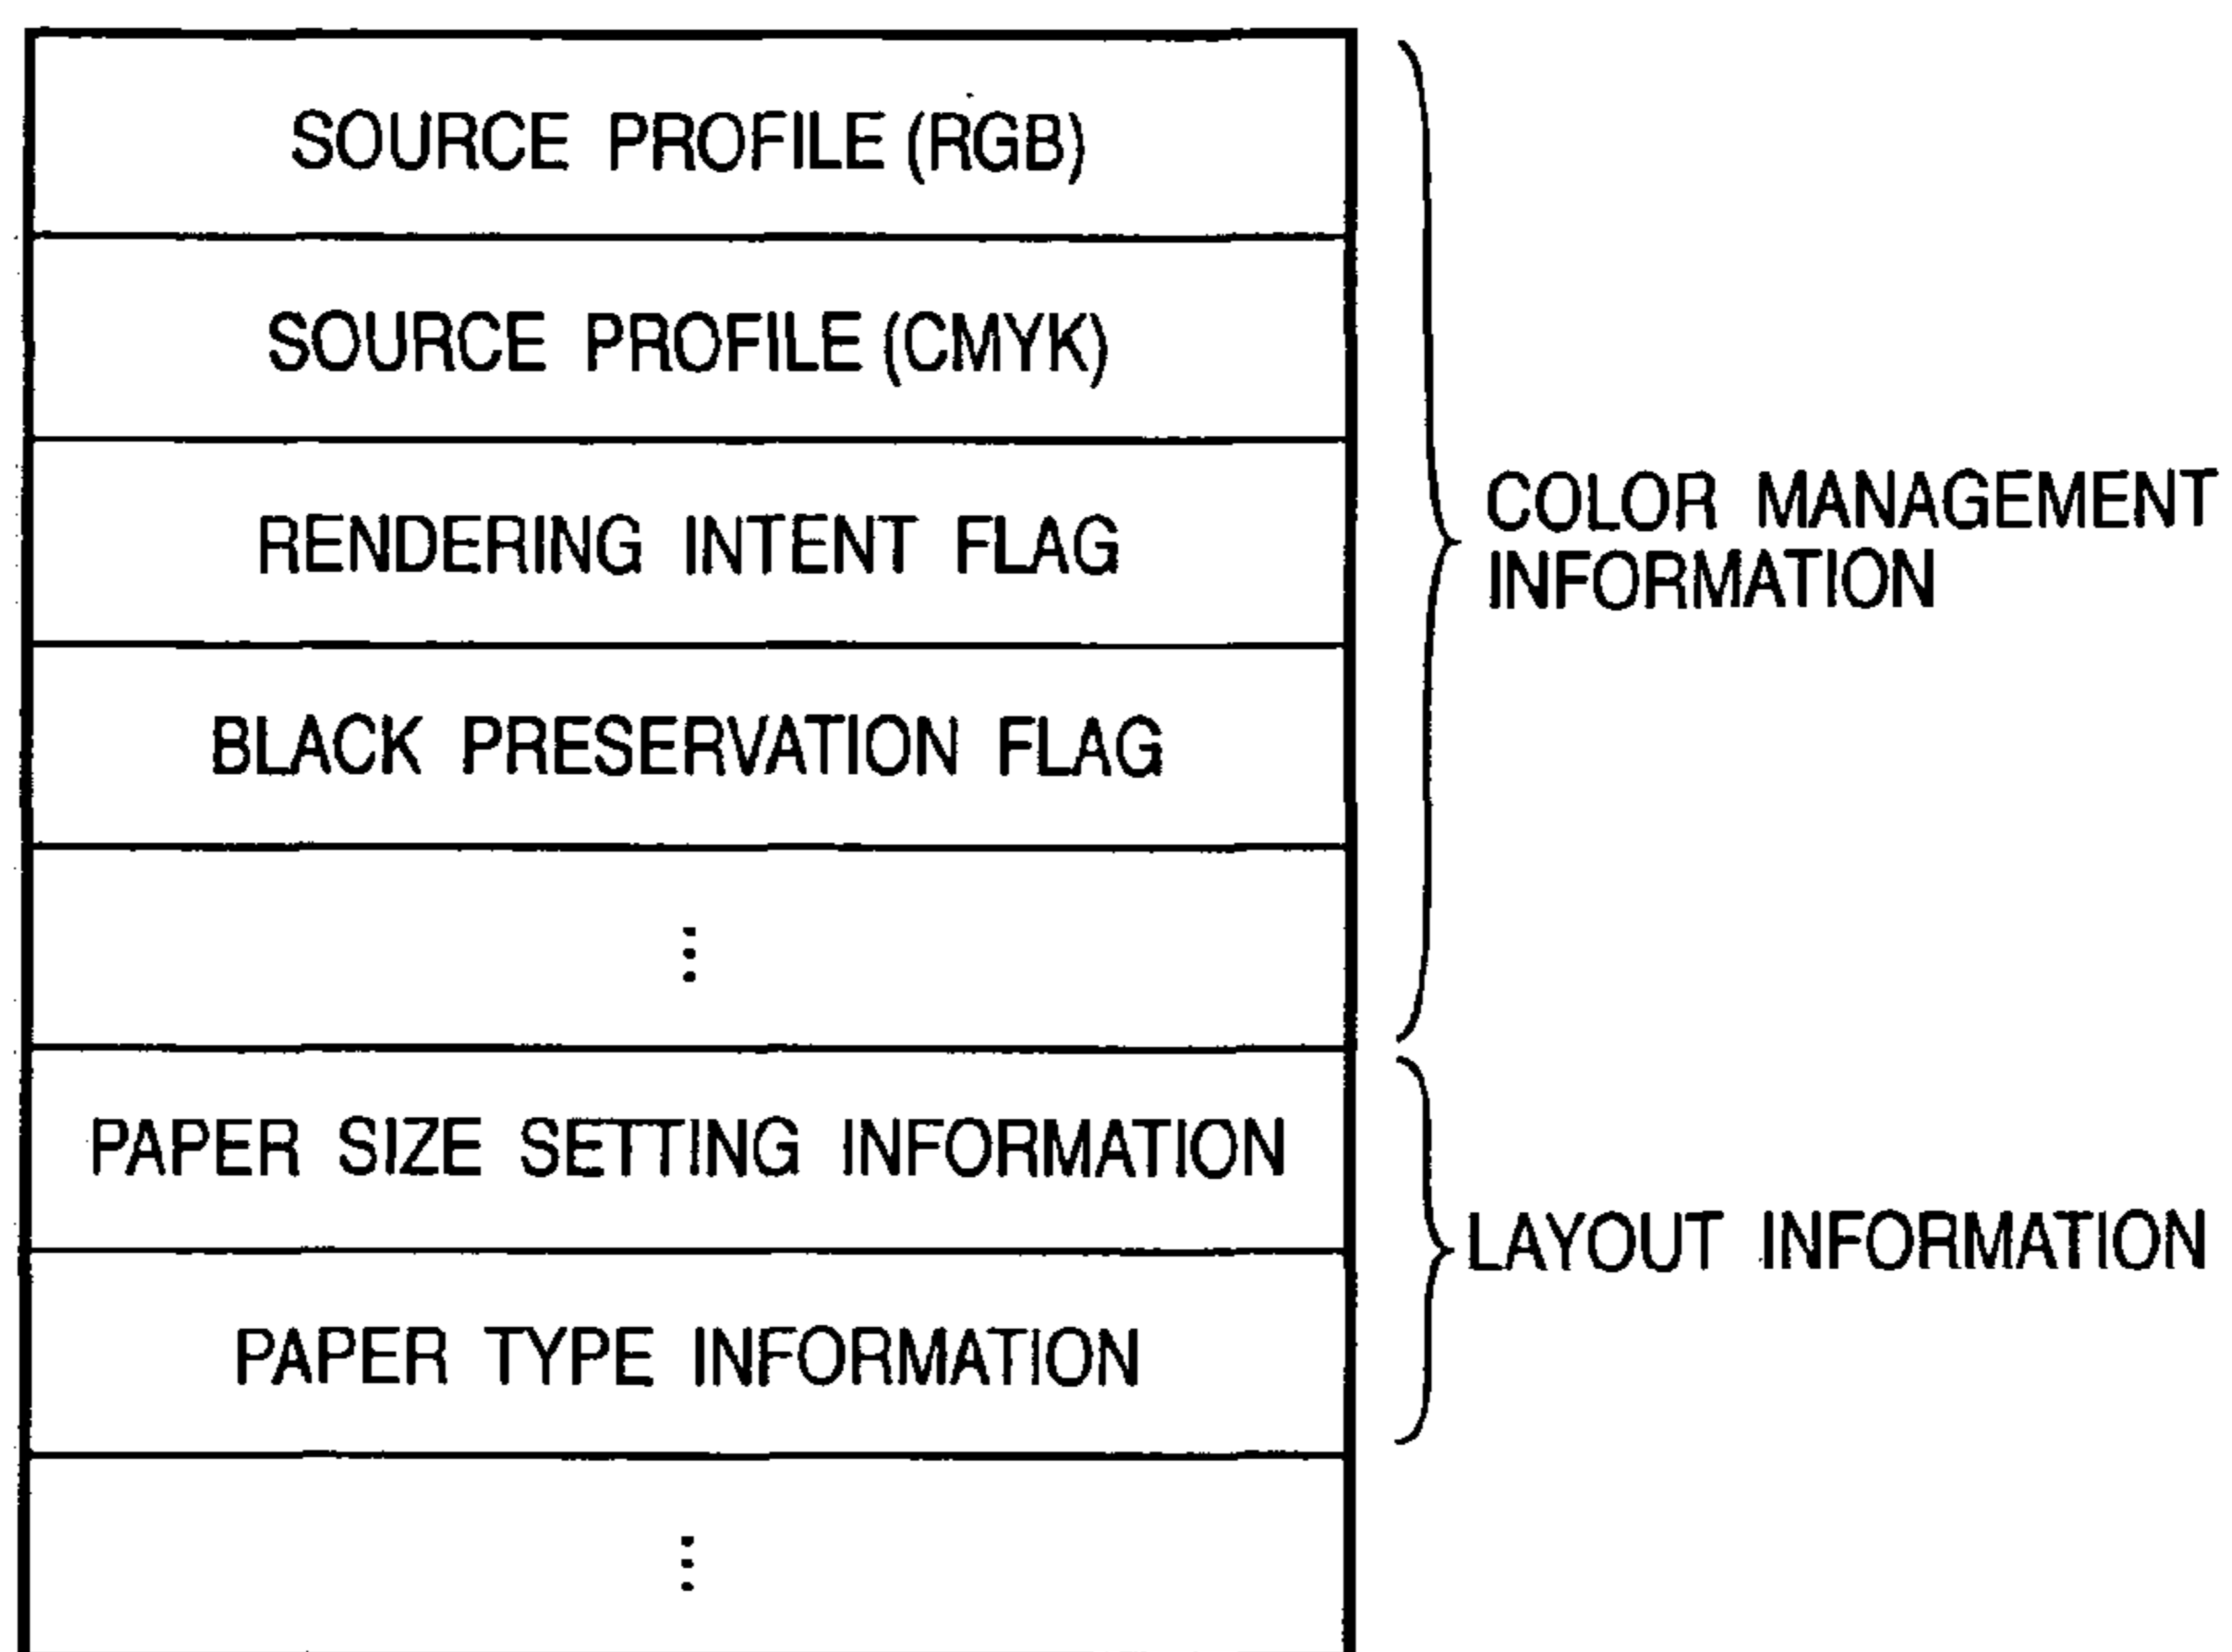 SOURCE PROFILE (RGB)
SOURCE PROFILE (CMYK)
RENDERING INTENT FLAG
BLACK PRESERVATION FLAG
⋮
COLOR MANAGEMENT
INFORMATION
PAPER SIZE SETTING INFORMATION
PAPER TYPE INFORMATION
⋮
LAYOUT INFORMATION